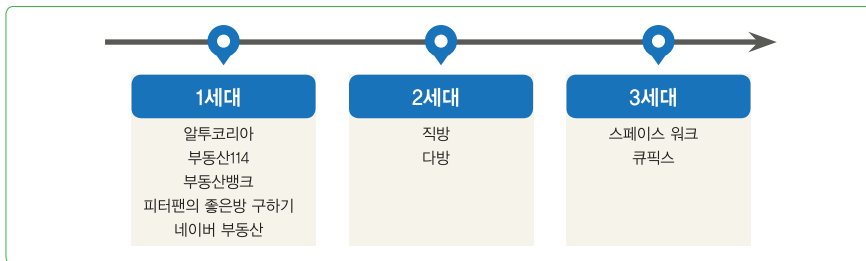 1세대
알투코리아
부동산114
부동산뱅크
피터팬의 좋은방 구하기
네이버 부동산
2세대
직방
다방
3세대
스페이스 워크
큐픽스